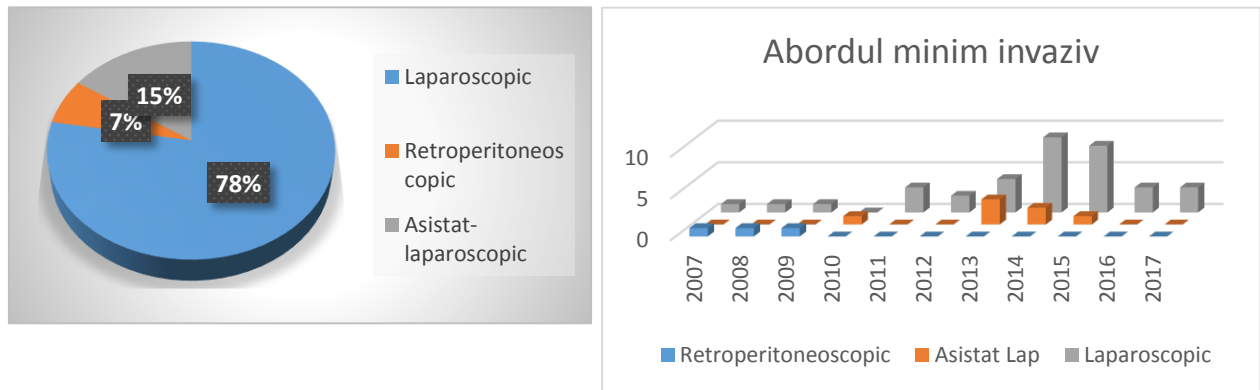 15%
7%
78%
Laparoscopic
Retroperitoneos
copic
Asistat-
laparoscopic
Abordul minim invaziv
10
5
0
2007
2008
2009
2010
2011
2012
2013
2014
2015
2016
2017
Retroperitoneoscopic Asistat Lap Laparoscopic